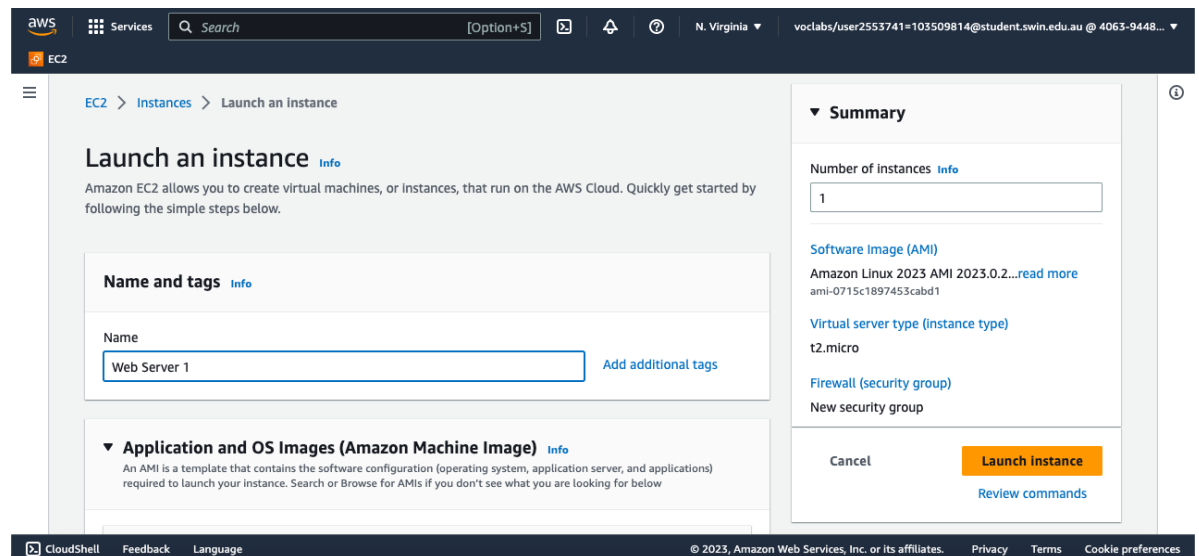 aws
Services
Search
[Option+S]
N. Virginia ▼
voclabs/user2553741=103509814@student.swin.edu.au @ 4063-9448... ▼
EC2
EC2 > Instances > Launch an instance
Launch an instance Info
Amazon EC2 allows you to create virtual machines, or instances, that run on the AWS Cloud. Quickly get started by
following the simple steps below.
Name and tags Info
Name
Web Server 1
Add additional tags
▼ Application and OS Images (Amazon Machine Image) Info
An AMI is a template that contains the software configuration (operating system, application server, and applications)
required to launch your instance. Search or Browse for AMIs if you don't see what you are looking for below
▼ Summary
Number of instances Info
1
Software Image (AMI)
Amazon Linux 2023 AMI 2023.0.2...read more
ami-0715c1897453cabd1
Virtual server type (instance type)
t2.micro
Firewall (security group)
New security group
Cancel
Launch instance
Review commands
CloudShell
Feedback
Language
© 2023, Amazon Web Services, Inc. or its affiliates.
Privacy
Terms
Cookie preferences